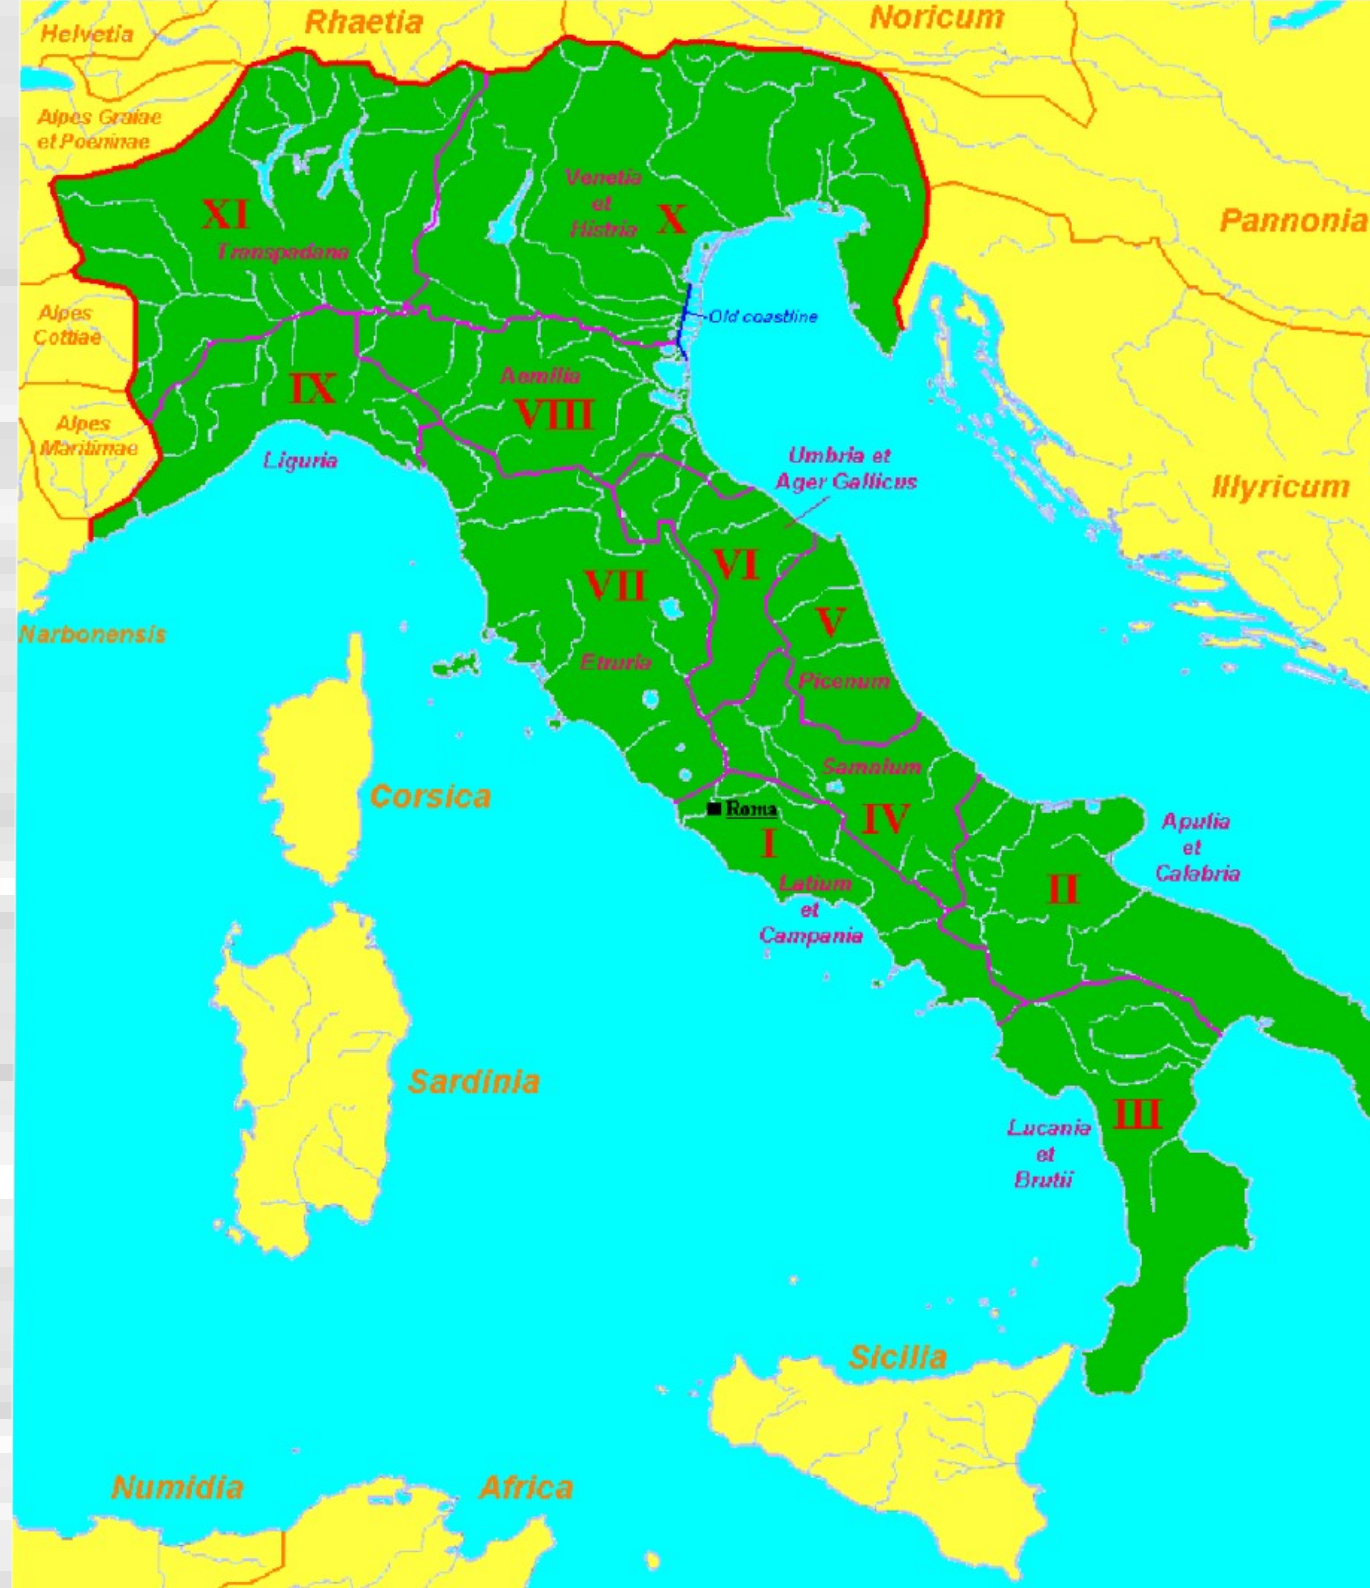 Helvetia
Rhaetia
Noricum
Alpes Graiae
et Poeninae
Venetia
et
Histria
X
XI
Transpadana
Pannonia
Alpes
Cottiae
Old coastline
IX
Aemilia
VIII
Alpes
Maritimae
Liguria
Umbria et
Ager Gallicus
Illyricum
VI
VII
V
Narbonensis
Etruria
Picenum
Samnium
Corsica
Roma
IV
I
Apulia
et
Calabria
Latium
et
Campania
II
Sardinia
III
Lucania
et
Brutii
Sicilia
Numidia
Africa